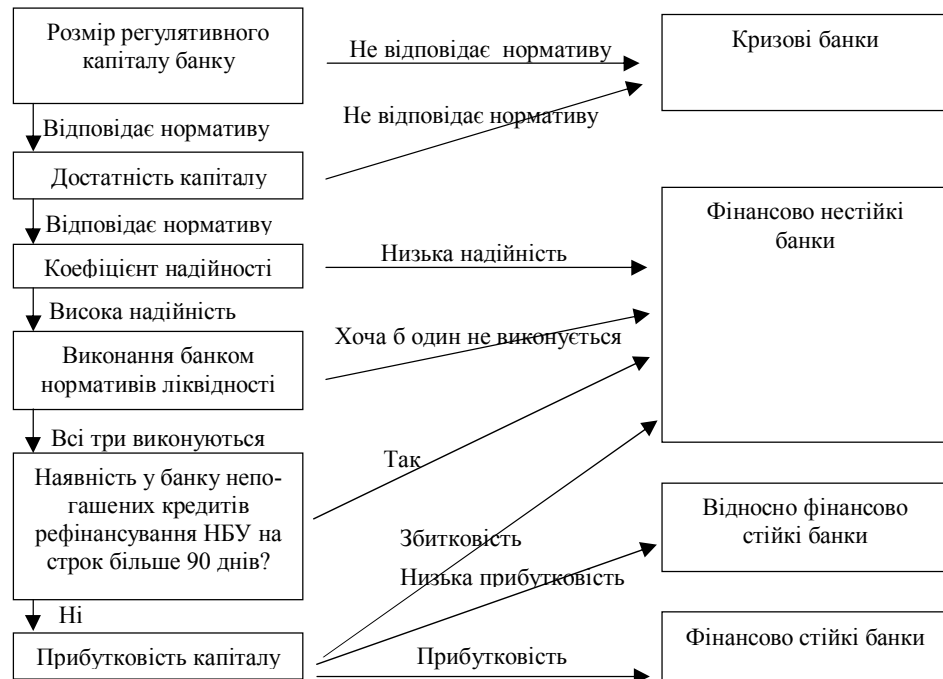 Розмір регулятивного
капіталу банку
Не відповідає нормативу
Кризові банки
Відповідає нормативу
Не відповідає нормативу
Достатність капіталу
Відповідає нормативу
Фінансово нестійкі
банки
Коефіцієнт надійності
Низька надійність
Висока надійність
Хоча б один не виконується
Виконання банком
нормативів ліквідності
Всі три виконуються
Так
Наявність у банку непо-
гашених кредитів
рефінансування НБУ на
строк більше 90 днів?
Відносно фінансово
стійкі банки
Збитковість
Низька прибутковість
Ні
Прибутковість капіталу
Прибутковість
Фінансово стійкі банки